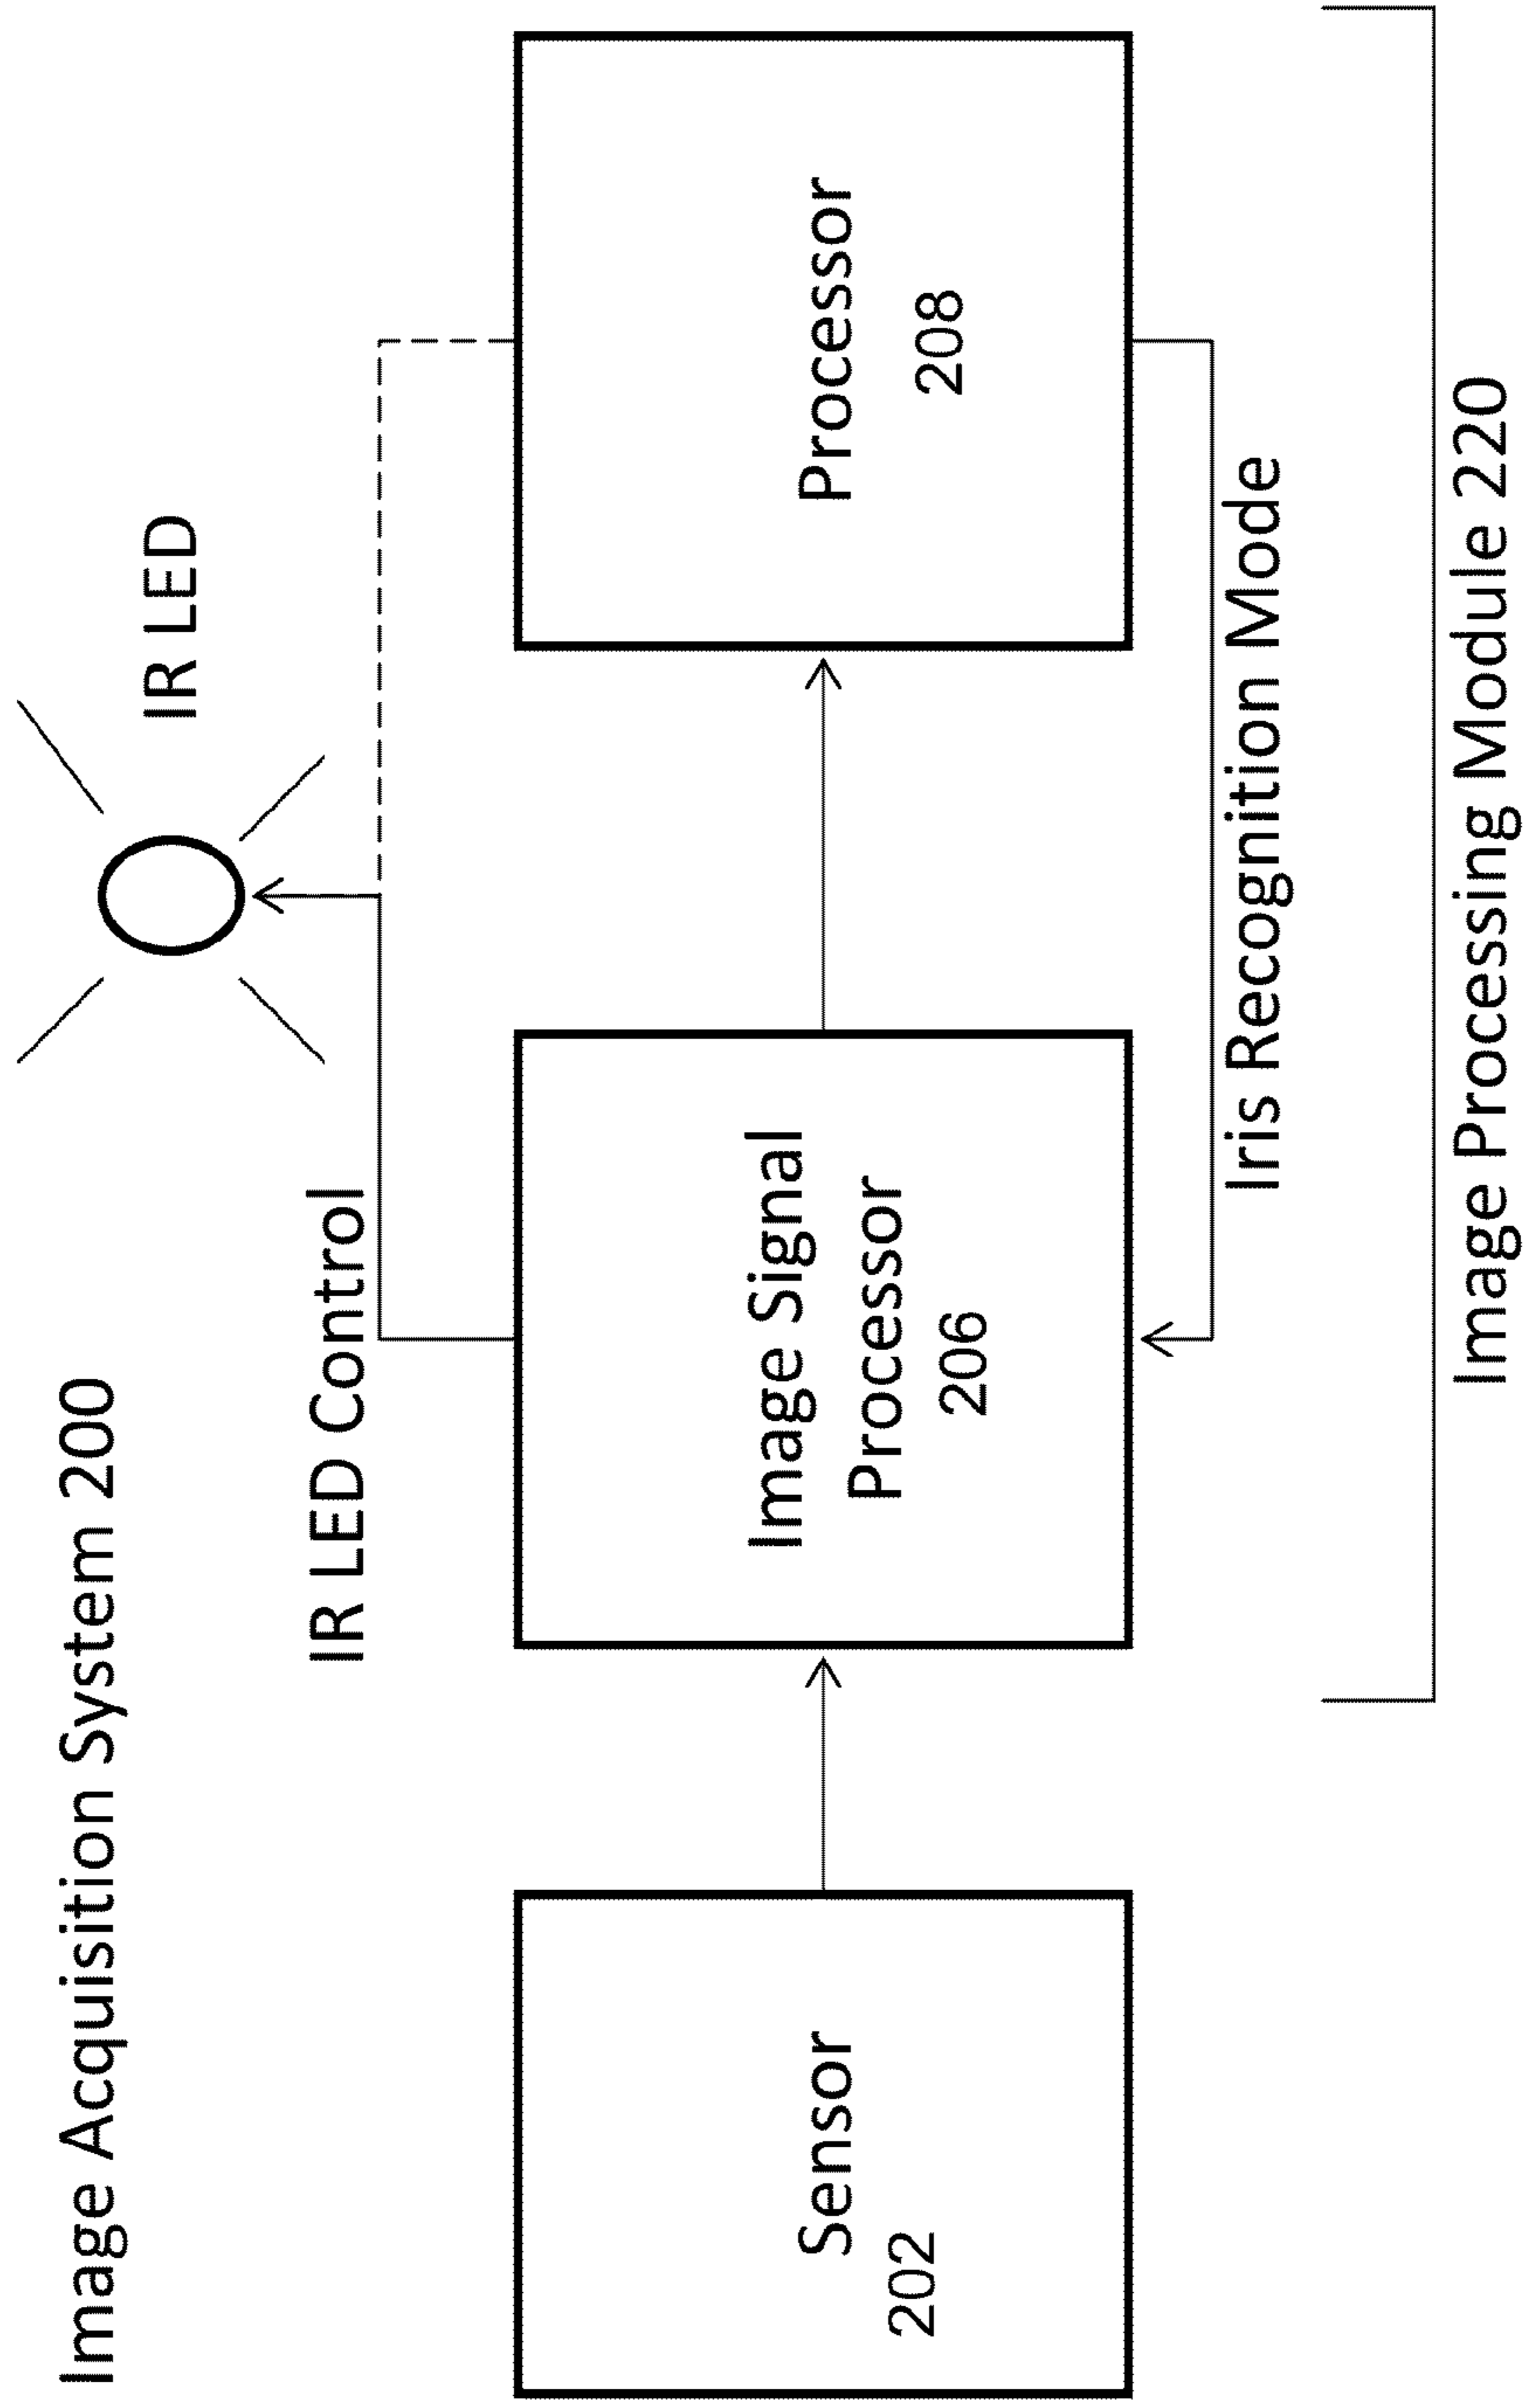 Image Acquisition System 200
IR LED
IR LED Control
Sensor
202
Image Signal
Processor
206
Processor
208
Iris Recognition Mode
Image Processing Module 220